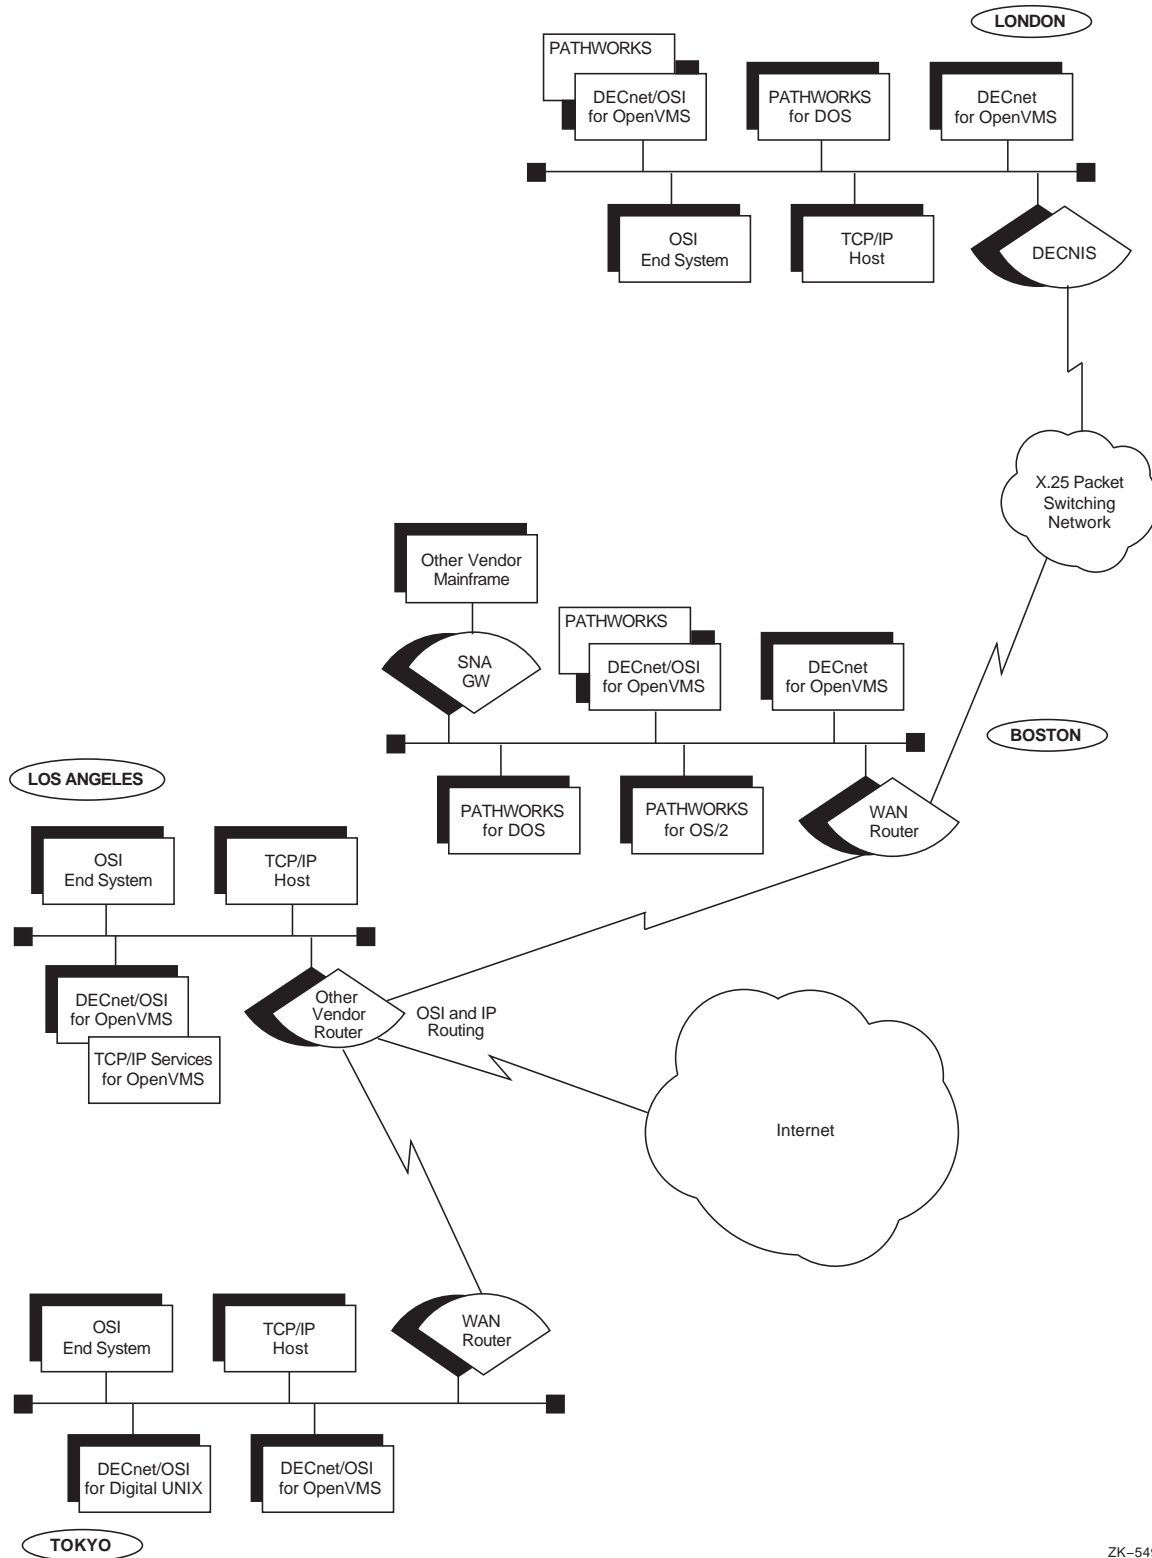 LONDON
PATHWORKS
DECnet/OSI
for OpenVMS
PATHWORKS
for DOS
DECnet
for OpenVMS
OSI
End System
TCP/IP
Host
DECNIS
X.25 Packet
Switching
Network
Other Vendor
Mainframe
SNA
GW
PATHWORKS
DECnet/OSI
for OpenVMS
DECnet
for OpenVMS
BOSTON
PATHWORKS
for DOS
PATHWORKS
for OS/2
WAN
Router
LOS ANGELES
OSI
End System
TCP/IP
Host
DECnet/OSI
for OpenVMS
TCP/IP Services
for OpenVMS
Other
Vendor
Router
OSI and IP
Routing
Internet
OSI
End System
TCP/IP
Host
WAN
Router
DECnet/OSI
for Digital UNIX
DECnet/OSI
for OpenVMS
TOKYO